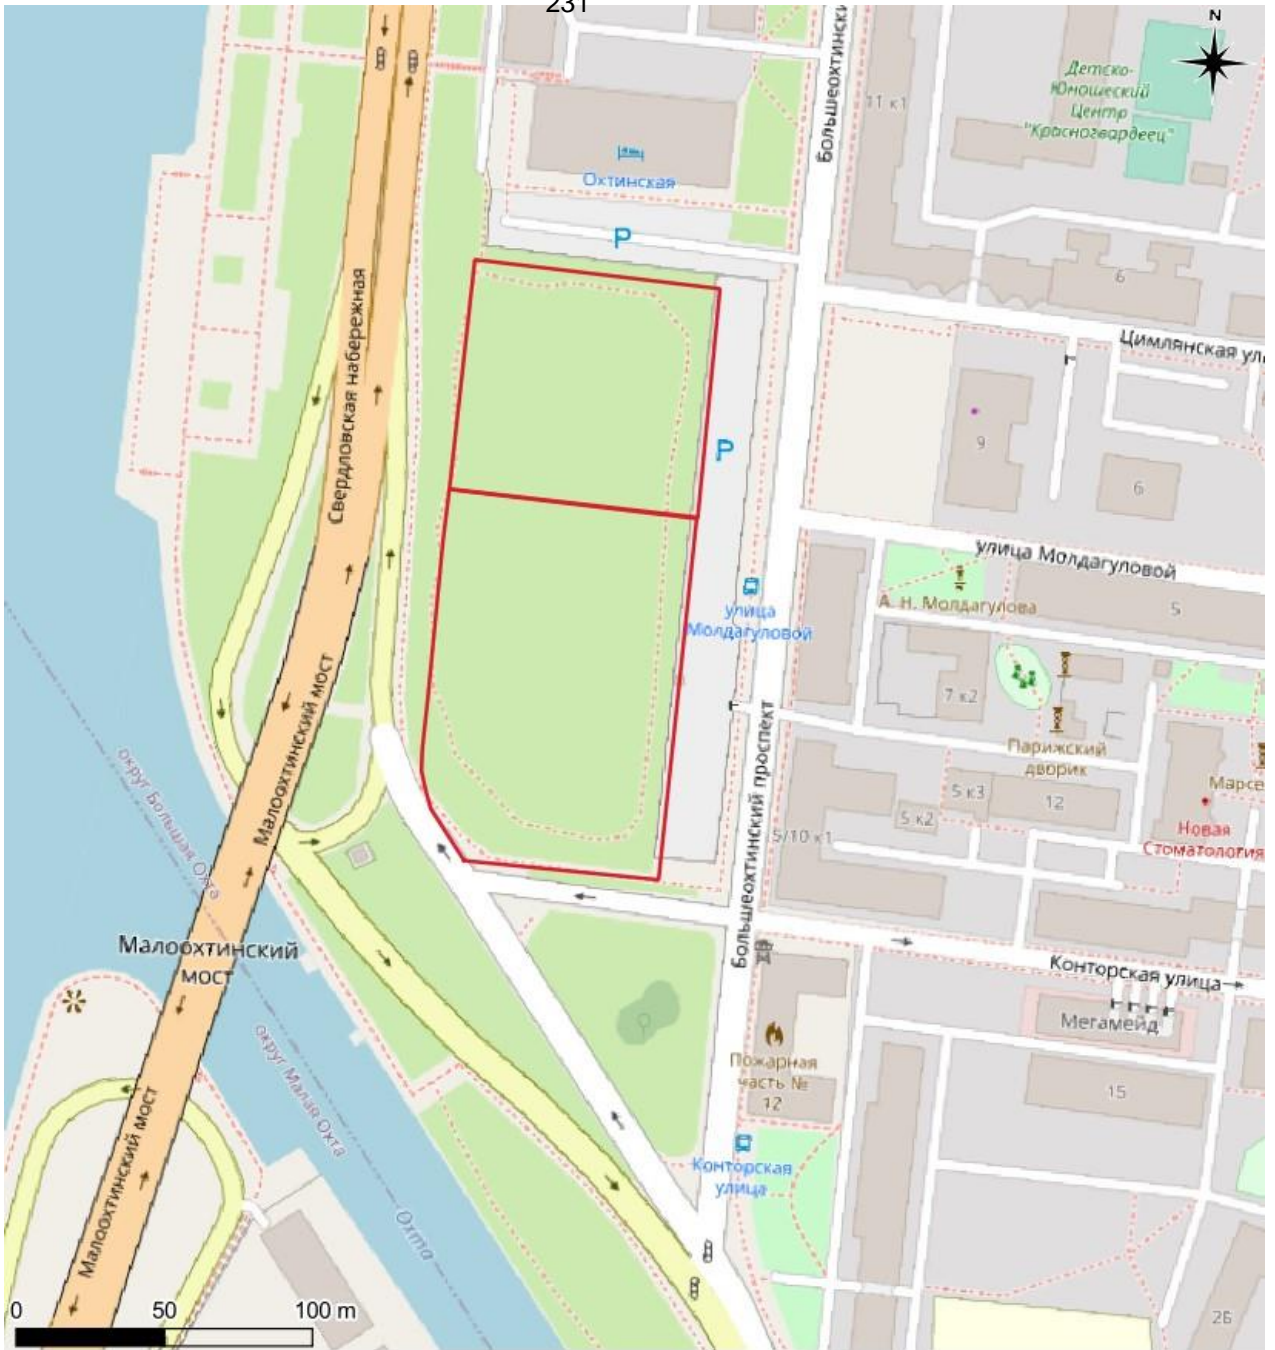 231
N
Большеохтинский
11 к1
Детско-
Юношеский
Центр
"Красногвардеец"
Охтинская
P
6
Цимлянская ул
Свердловская набережная
9
P
6
улица Молдагуловой
А. Н. Молдагулова
5
улица
Молдагуловой
7 к2
Малоохтинский мост
Большеохтинский проспект
Парижский
дворик
Марсе
5 к3
12
5 к2
5/10 к1
Новая
Стоматология
округ Большая Охта
Малоохтинский
мост
Конторская улица
Мегамейд
округ Малая Охта
Пожарная
часть №
12
15
Малоохтинский мост
Конторская
улица
Охта
2Б
0 50 100 m